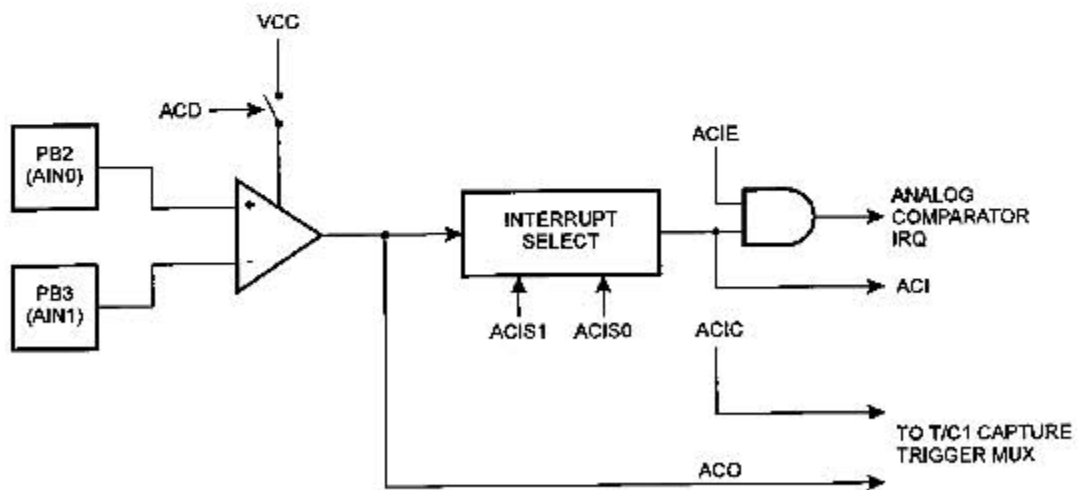 VCC
ACD
PB2
(AIN0)
+
-
PB3
(AIN1)
INTERRUPT
SELECT
ACIS1 ACIS0
ACIE
ANALOG
COMPARATOR
IRQ
ACI
ACIC
TO T/C1 CAPTURE
TRIGGER MUX
ACO